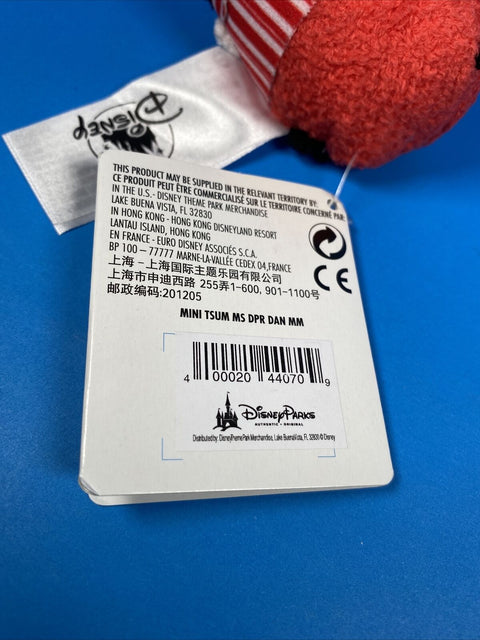 Disney
THIS PRODUCT MAY BE SUPPLIED IN THE RELEVANT TERRITORY BY:
CE PRODUIT PEUT ÊTRE COMMERCIALISÉ SUR LE TERRITOIRE CONCERNÉ PAR:
IN THE U.S. - DISNEY THEME PARK MERCHANDISE
LAKE BUENA VISTA, FL 32830
IN HONG KONG - HONG KONG DISNEYLAND RESORT
LANTAU ISLAND, HONG KONG
EN FRANCE - EURO DISNEY ASSOCIÉS S.C.A.
BP 100 – 77777 MARNE-LA-VALLÉE CEDEX 04,FRANCE
上海 – 上海国际主题乐园有限公司
上海市申迪西路 255弄1-600, 901-1100号
邮政编码:201205
CE
MINI TSUM MS DPR DAN MM
4 00020 44070 9
Disney Parks
AUTHENTIC • ORIGINAL
Distributed by: Disney Theme Park Merchandise, Lake Buena Vista, FL 32830 © Disney